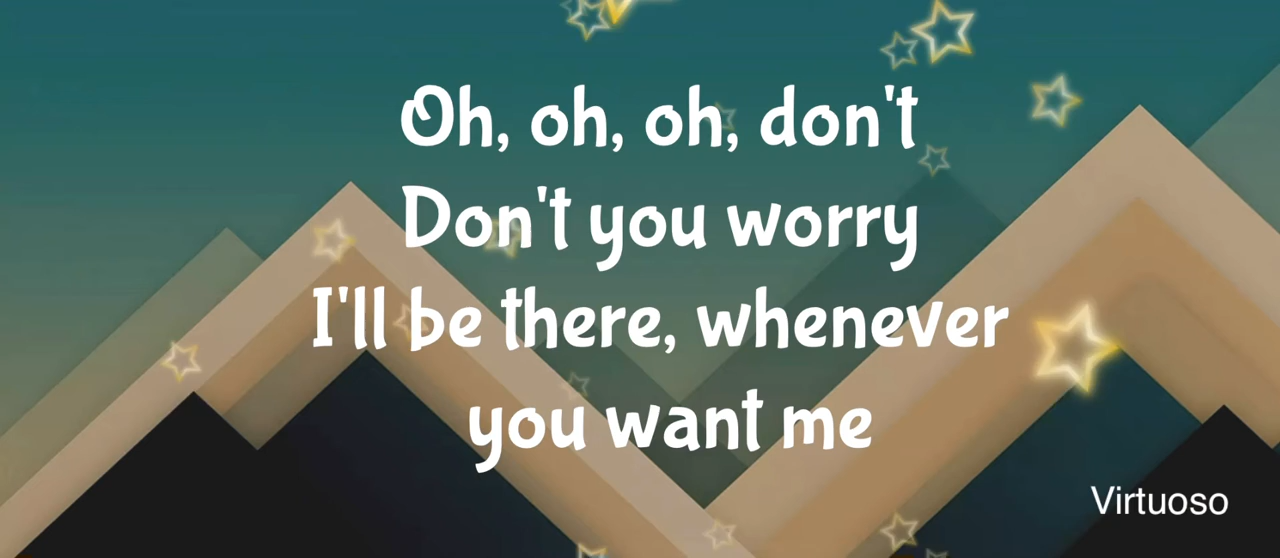 Oh, oh, oh, don't
Don't you worry
I'll be there, whenever
you want me
Virtuoso